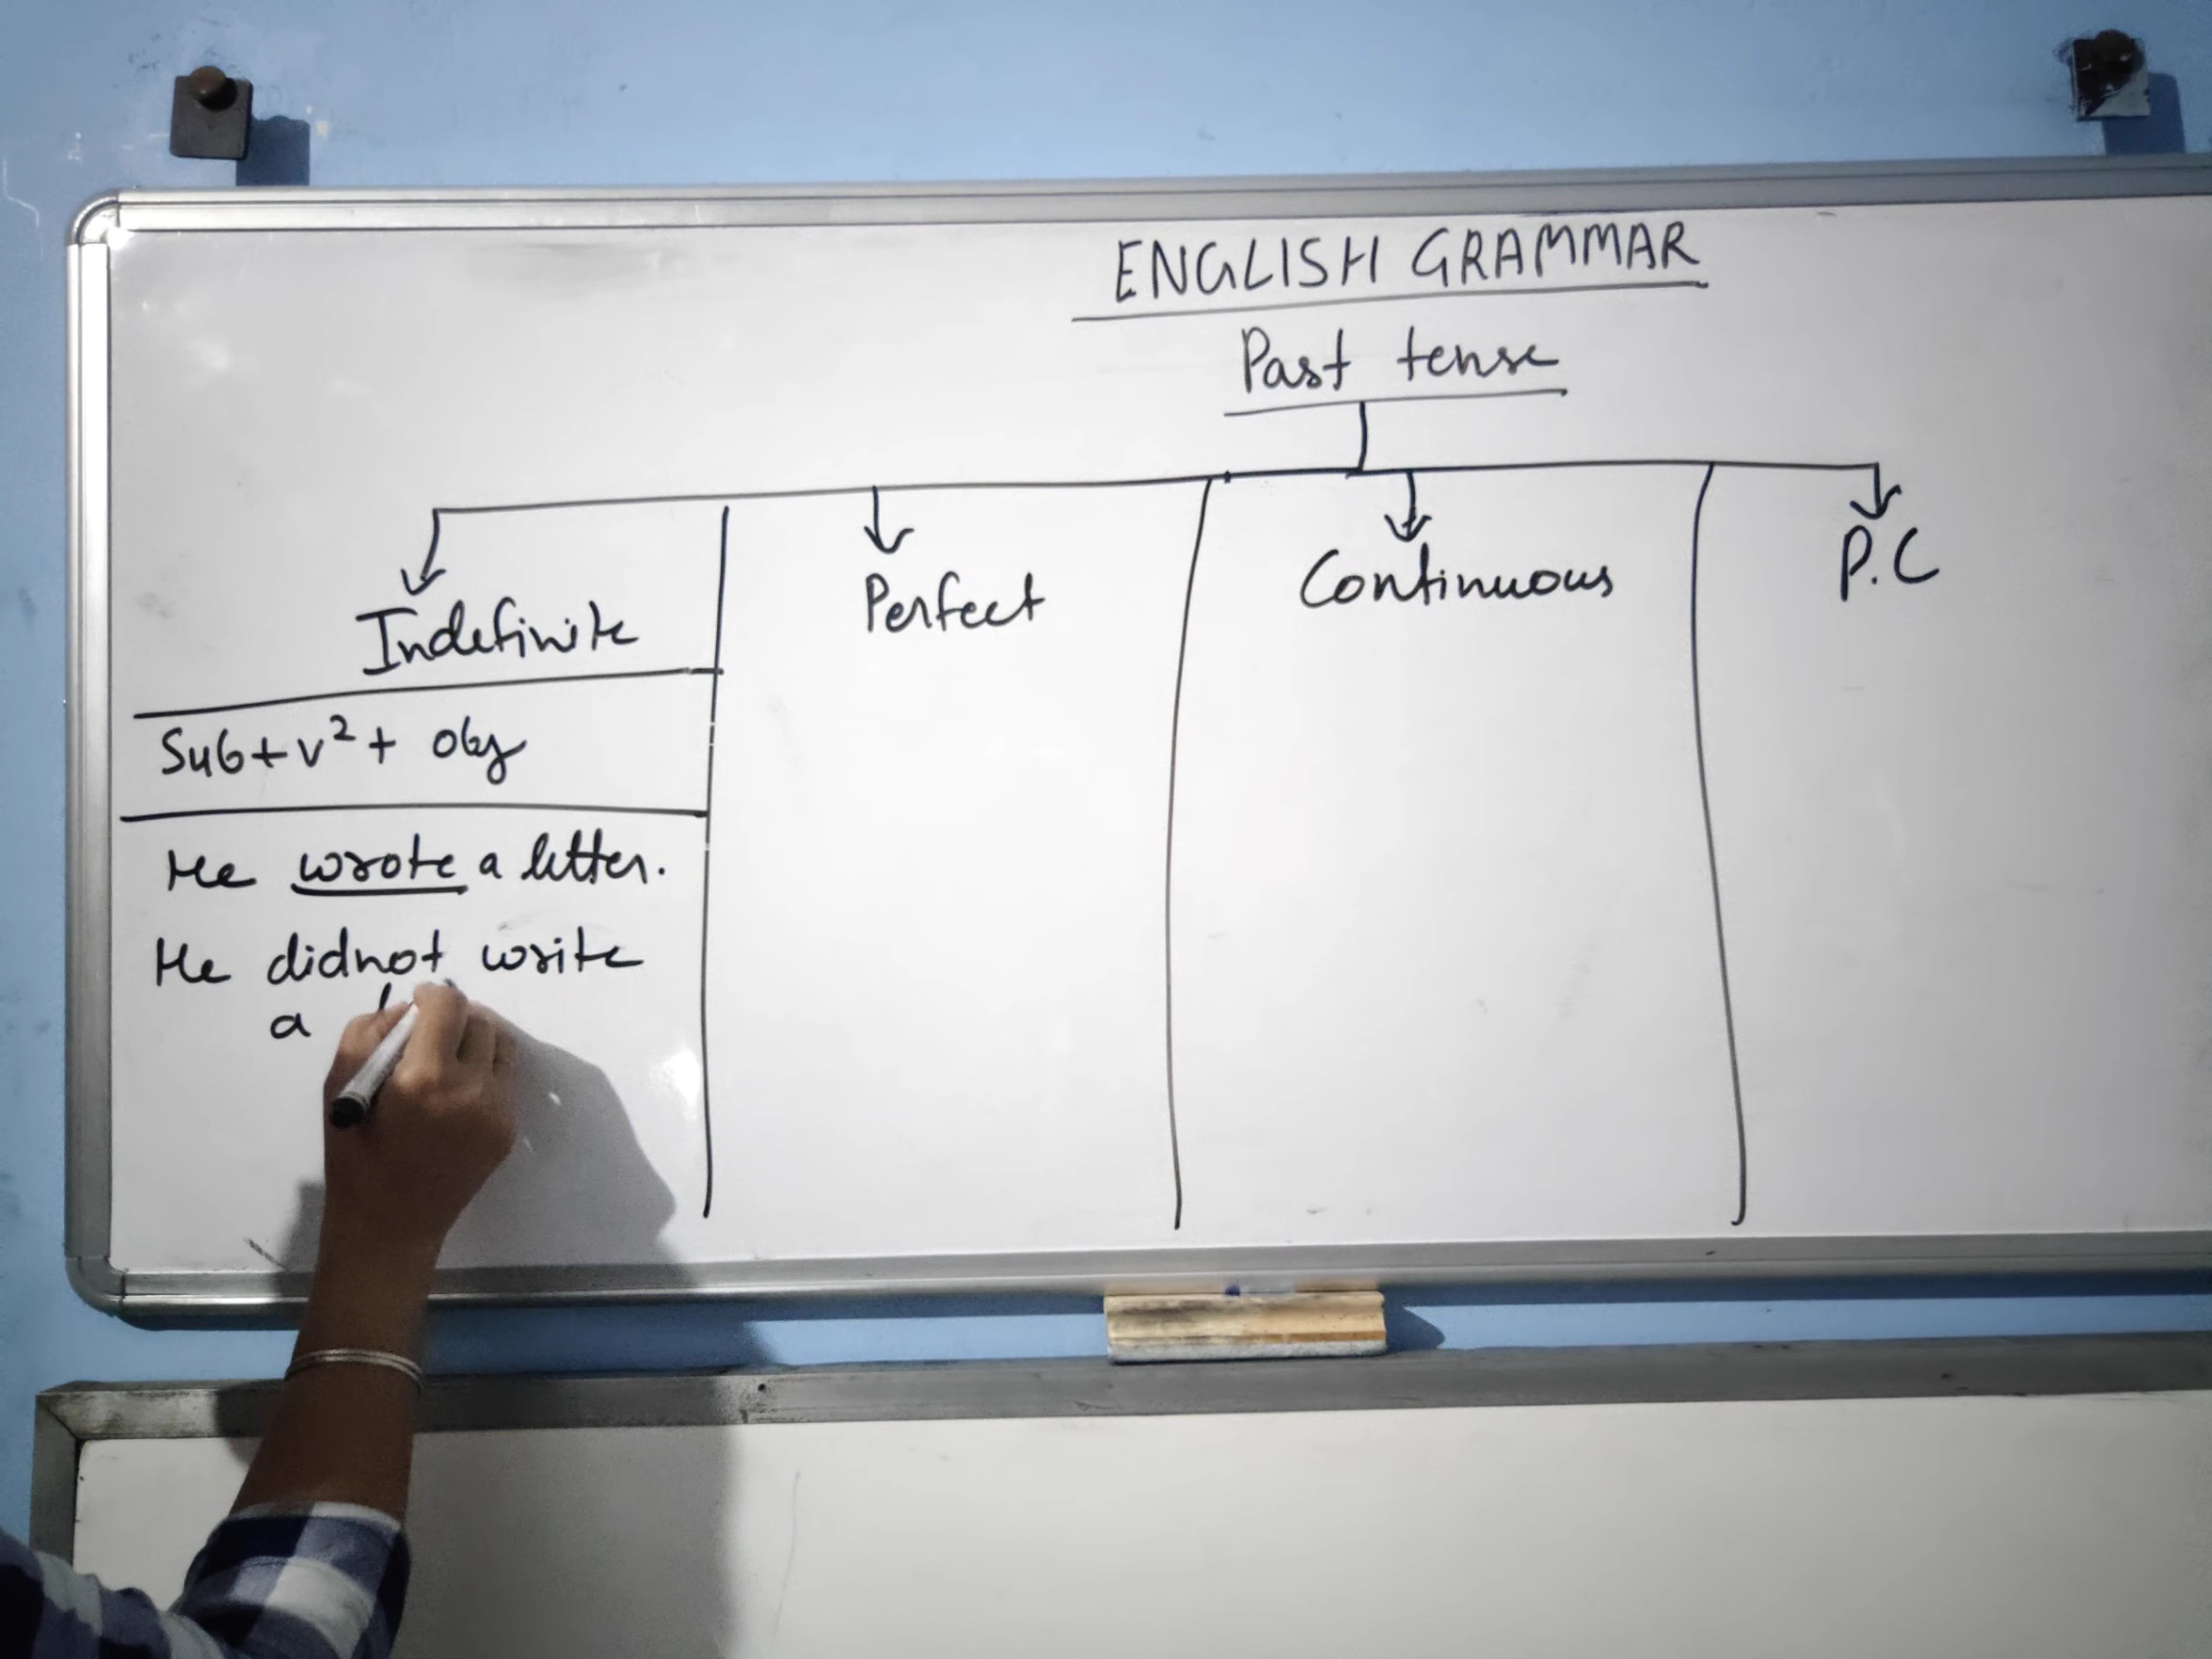 ENGLISH GRAMMAR
Past tense
Indefinite
Perfect
Continuous
P.C
Sub + v² + Obj
He wrote a letter.
He didnot write
a